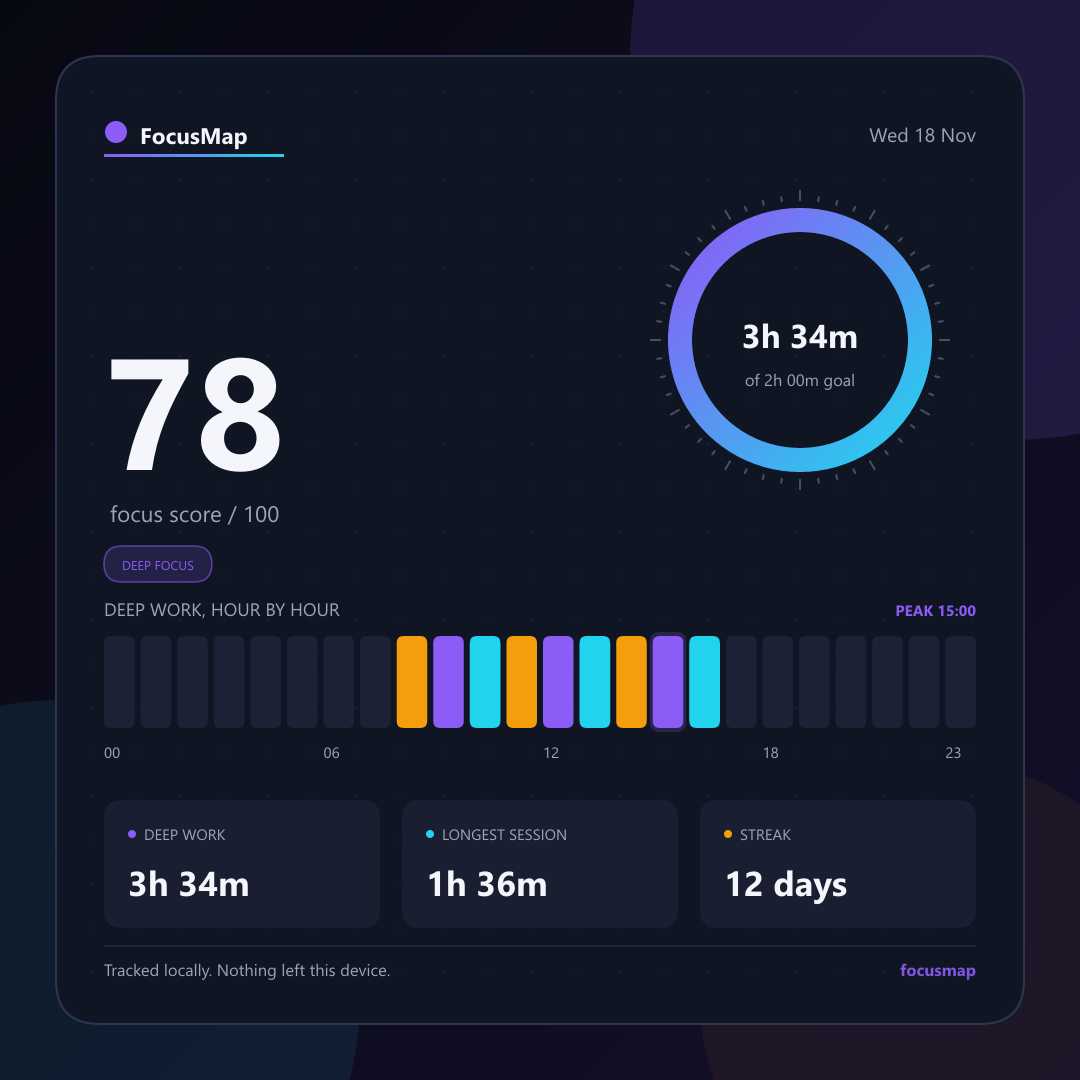 FocusMap
Wed 18 Nov
3h 34m
of 2h 00m goal
78
focus score / 100
DEEP FOCUS
DEEP WORK, HOUR BY HOUR
PEAK 15:00
00 06 12 18 23
DEEP WORK
3h 34m
LONGEST SESSION
1h 36m
STREAK
12 days
Tracked locally. Nothing left this device.
focusmap